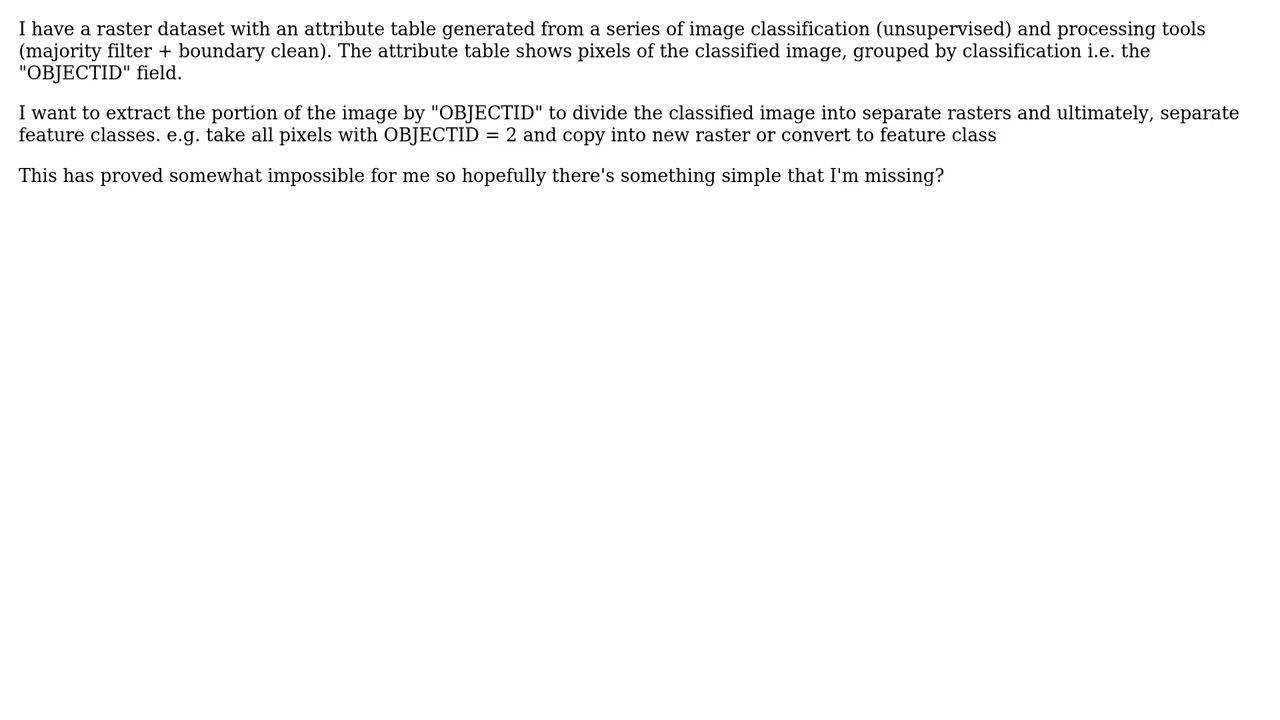 I have a raster dataset with an attribute table generated from a series of image classification (unsupervised) and processing tools
(majority filter + boundary clean). The attribute table shows pixels of the classified image, grouped by classification i.e. the
"OBJECTID" field.
I want to extract the portion of the image by "OBJECTID" to divide the classified image into separate rasters and ultimately, separate
feature classes. e.g. take all pixels with OBJECTID = 2 and copy into new raster or convert to feature class
This has proved somewhat impossible for me so hopefully there's something simple that I'm missing?